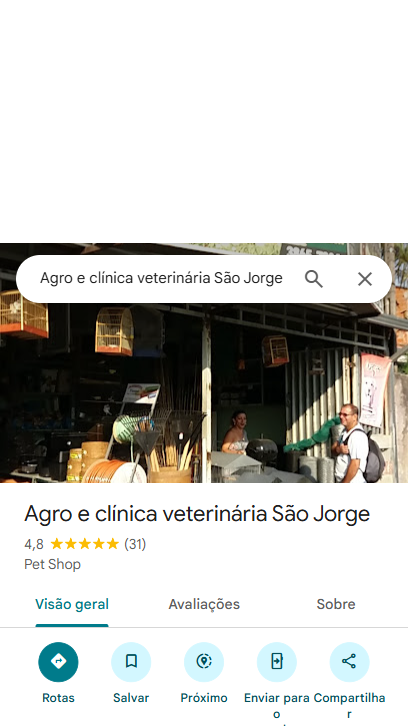 Agro e clínica veterinária São Jorge
Agro e clínica veterinária São Jorge
4,8 (31)
Pet Shop
Visão geral Avaliações Sobre
Rotas Salvar Próximo Enviar para o Compartilhar